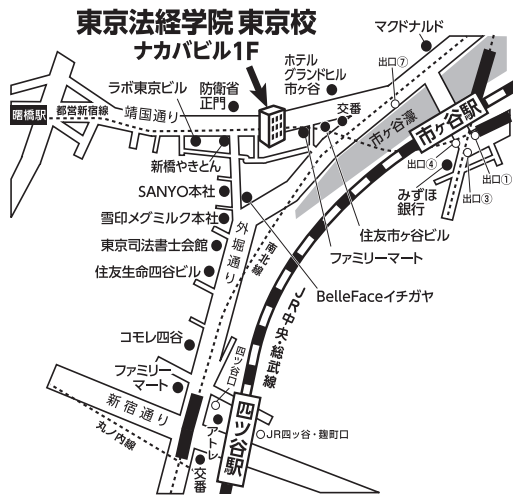 東京法経学院 東京校
ナカバビル1F
マクドナルド
ホテル
グランドヒル
市ヶ谷
出口⑦
ラボ東京ビル
防衛省
正門
交番
都営新宿線
曙橋駅
靖国通り
市ヶ谷濠
市ヶ谷駅
新橋やきとん
出口④
出口①
みずほ
銀行
出口③
SANYO本社
雪印メグミルク本社
外堀通り
住友市ヶ谷ビル
東京司法書士会館
南北線
ファミリーマート
住友生命四谷ビル
BelleFaceイチガヤ
JR中央・総武線
コモレ四谷
四ツ谷口
ファミリー
マート
新宿通り
四ツ谷駅
アトレ
JR四ッ谷・麹町口
丸ノ内線
交番